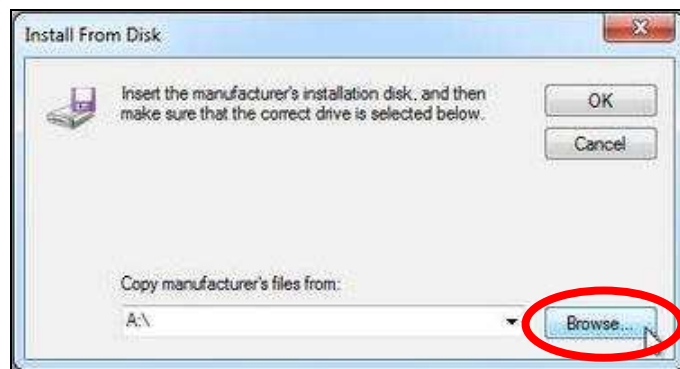 Install From Disk
Insert the manufacturer's installation disk, and then
make sure that the correct drive is selected below.
OK
Cancel
Copy manufacturer's files from:
A:\
Browse...